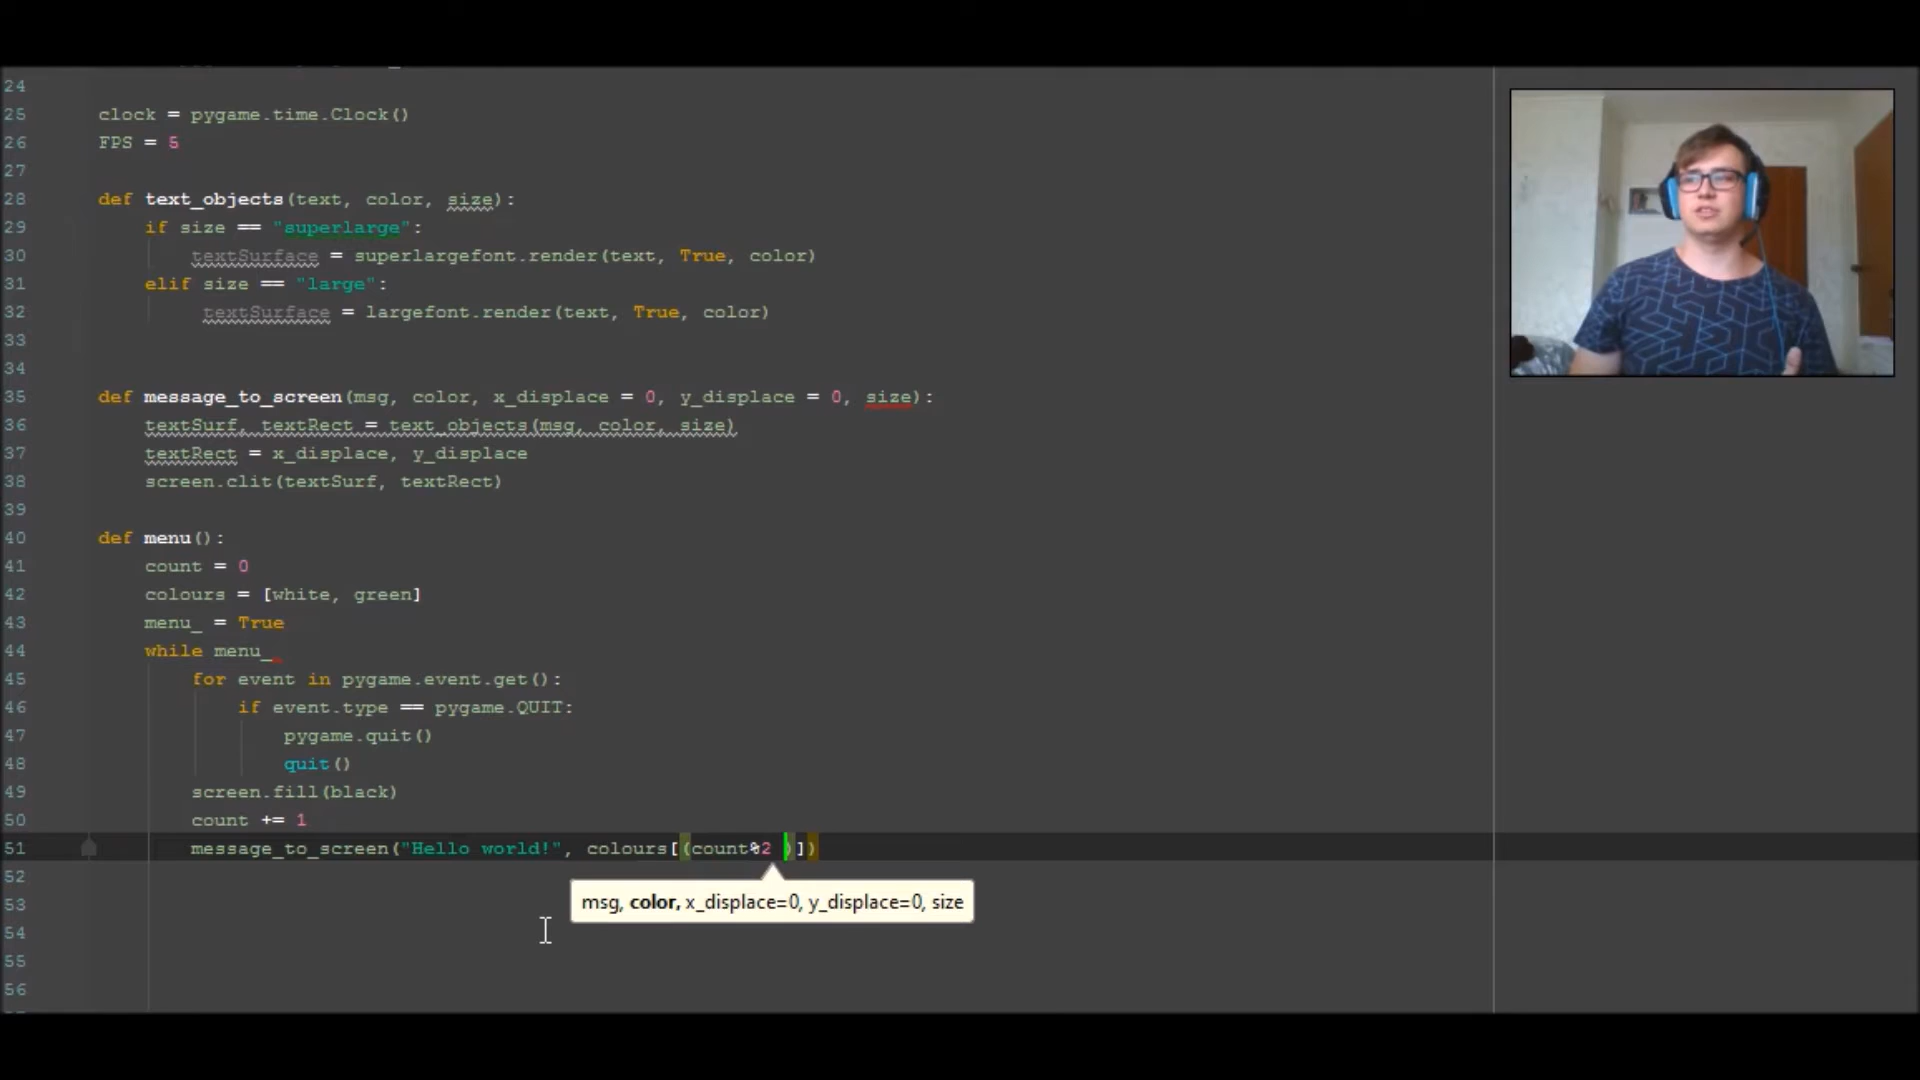 24
25 clock = pygame.time.Clock()
26 FPS = 5
27
28 def text_objects(text, color, size):
29 if size == "superlarge":
30 textSurface = superlargefont.render(text, True, color)
31 elif size == "large":
32 textSurface = largefont.render(text, True, color)
33
34
35 def message_to_screen(msg, color, x_displace = 0, y_displace = 0, size):
36 textSurf, textRect = text_objects(msg, color, size)
37 textRect = x_displace, y_displace
38 screen.clit(textSurf, textRect)
39
40 def menu():
41 count = 0
42 colours = [white, green]
43 menu_ = True
44 while menu_
45 for event in pygame.event.get():
46 if event.type == pygame.QUIT:
47 pygame.quit()
48 quit()
49 screen.fill(black)
50 count += 1
51 message_to_screen("Hello world!", colours[(count%2 )])
52
msg, color, x_displace=0, y_displace=0, size
53
54
55
56